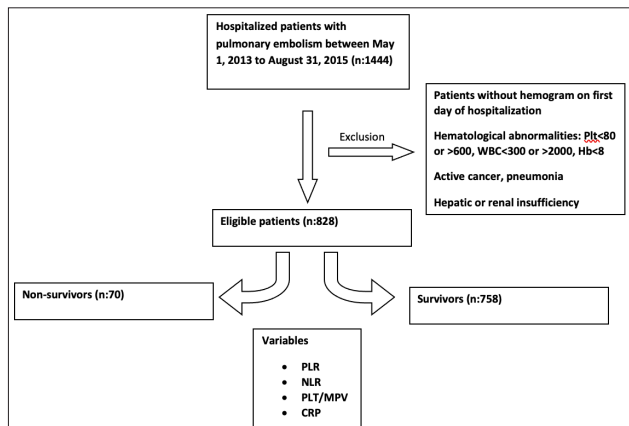 Hospitalized patients with
pulmonary embolism between May
1, 2013 to August 31, 2015 (n:1444)
Exclusion
Patients without hemogram on first
day of hospitalization
Hematological abnormalities: Plt<80
or >600, WBC<300 or >2000, Hb<8
Active cancer, pneumonia
Hepatic or renal insufficiency
Eligible patients (n:828)
Non-survivors (n:70)
Survivors (n:758)
Variables
• PLR
• NLR
• PLT/MPV
• CRP